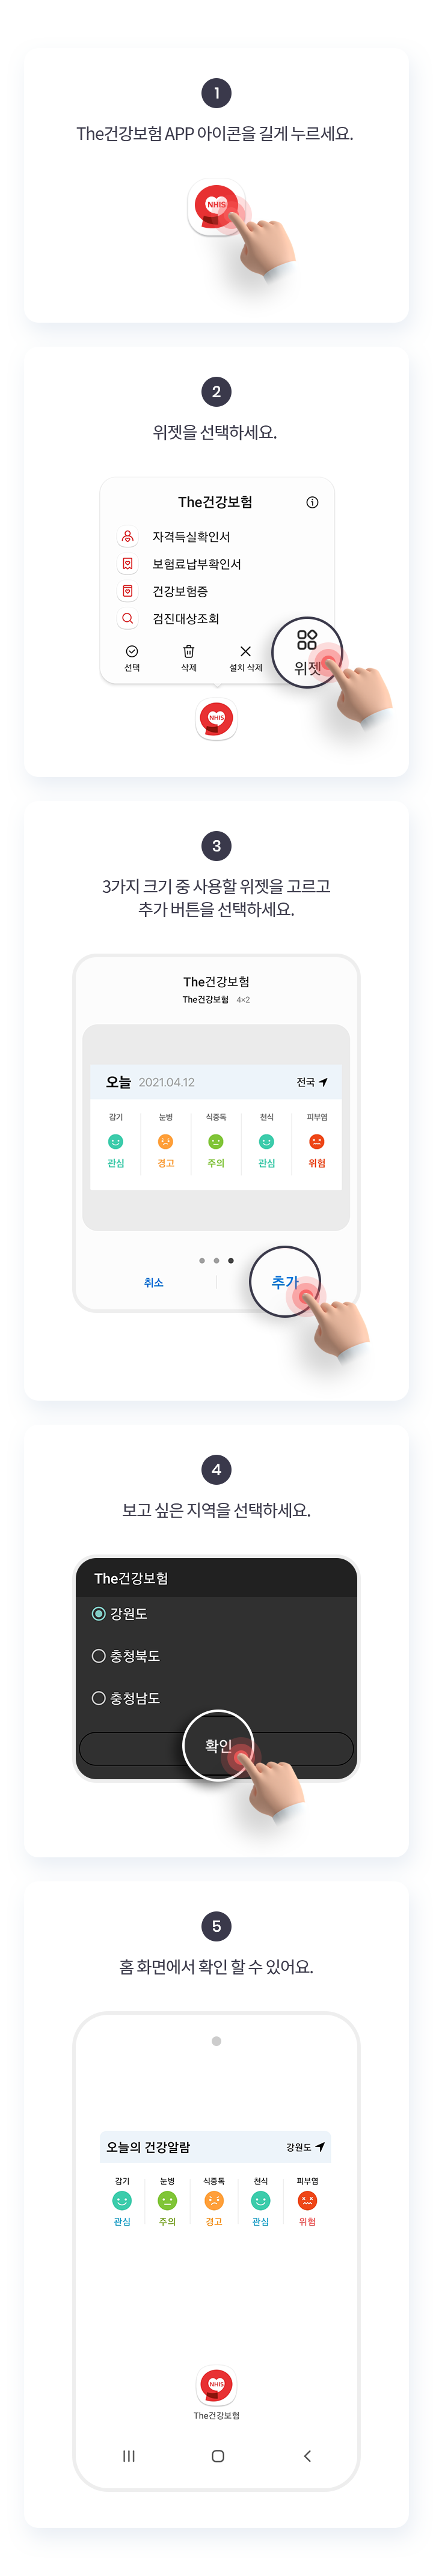 1
The건강보험 APP 아이콘을 길게 누르세요.
NHIS
2
위젯을 선택하세요.
The건강보험
자격득실확인서
보험료납부확인서
건강보험증
검진대상조회
선택 삭제 설치 삭제 위젯
NHIS
3
3가지 크기 중 사용할 위젯을 고르고
추가 버튼을 선택하세요.
The건강보험
The건강보험 4×2
오늘 2021.04.12 전국
감기 눈병 식중독 천식 피부염
관심 경고 주의 관심 위험
취소 추가
4
보고 싶은 지역을 선택하세요.
The건강보험
강원도
충청북도
충청남도
확인
5
홈 화면에서 확인 할 수 있어요.
오늘의 건강알람 강원도
감기 눈병 식중독 천식 피부염
관심 주의 경고 관심 위험
NHIS
The건강보험